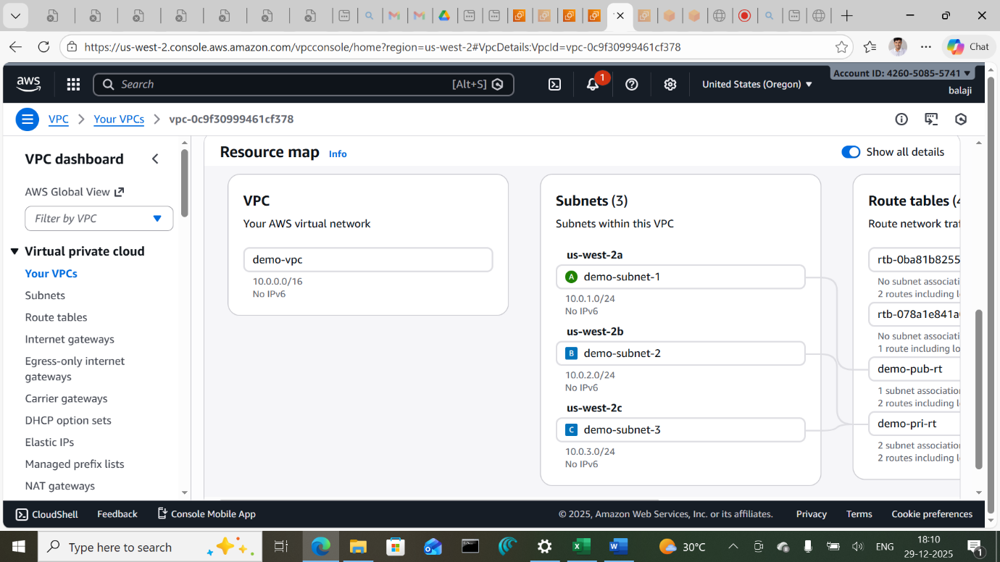 https://us-west-2.console.aws.amazon.com/vpcconsole/home?region=us-west-2#VpcDetails:VpcId=vpc-0c9f30999461cf378
Chat
aws
Search
[Alt+S]
1
United States (Oregon)
Account ID: 4260-5085-5741
balaji
VPC
Your VPCs
vpc-0c9f30999461cf378
VPC dashboard
AWS Global View
Filter by VPC
Virtual private cloud
Your VPCs
Subnets
Route tables
Internet gateways
Egress-only internet
gateways
Carrier gateways
DHCP option sets
Elastic IPs
Managed prefix lists
NAT gateways
Resource map Info
Show all details
VPC
Your AWS virtual network
demo-vpc
10.0.0.0/16
No IPv6
Subnets (3)
Subnets within this VPC
us-west-2a
A demo-subnet-1
10.0.1.0/24
No IPv6
us-west-2b
B demo-subnet-2
10.0.2.0/24
No IPv6
us-west-2c
C demo-subnet-3
10.0.3.0/24
No IPv6
Route tables (4
Route network traf
rtb-0ba81b8255
No subnet associati
2 routes including l
rtb-078a1e841a
No subnet associati
1 route including lo
demo-pub-rt
1 subnet association
2 routes including l
demo-pri-rt
2 subnet association
2 routes including l
CloudShell
Feedback
Console Mobile App
© 2025, Amazon Web Services, Inc. or its affiliates.
Privacy
Terms
Cookie preferences
Type here to search
30°C
ENG
18:10
29-12-2025
1